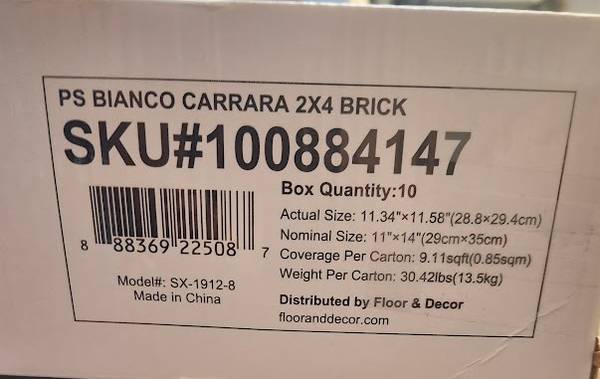 PS BIANCO CARRARA 2X4 BRICK
SKU#100884147
Box Quantity:10
Actual Size: 11.34"×11.58"(28.8×29.4cm)
Nominal Size: 11"×14"(29cm×35cm)
Coverage Per Carton: 9.11sqft(0.85sqm)
Weight Per Carton: 30.42lbs(13.5kg)
8 88369 22508 7
Model#: SX-1912-8
Made in China
Distributed by Floor & Decor
flooranddecor.com